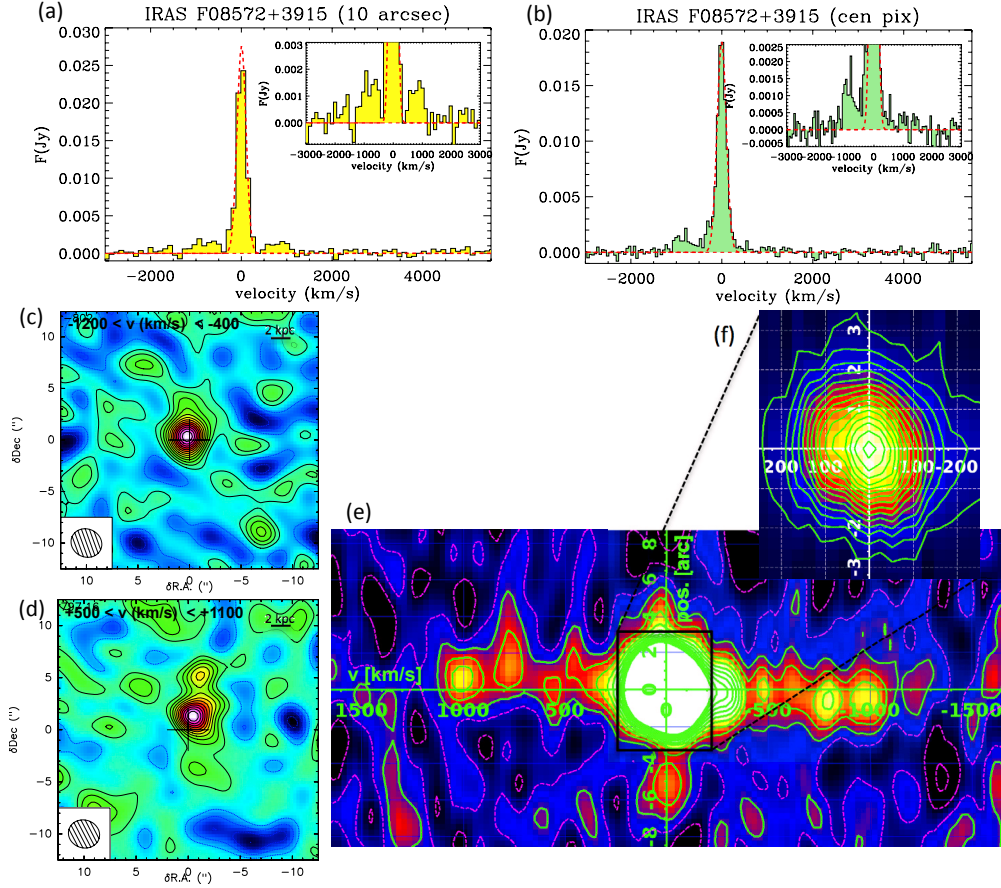 (a) IRAS F08572+3915 (10 arcsec)
0.030
0.025
0.020
0.015
0.010
0.005
0.000
F(Jy)
-2000 0 2000 4000
velocity (km/s)
0.003
0.002
0.001
0.000
F(Jy)
-3000 -2000 -1000 0 1000 2000 3000
velocity (km/s)
(b) IRAS F08572+3915 (cen pix)
0.020
0.015
0.010
0.005
0.000
F(Jy)
-2000 0 2000 4000
velocity (km/s)
0.0025
0.0020
0.0015
0.0010
0.0005
0.0000
-0.0005
F(Jy)
-3000 -2000 -1000 0 1000 2000 3000
velocity (km/s)
(c)
-1200 < v (km/s) < -400
2 kpc
10
5
0
-5
-10
δDec (")
10 5 0 -5 -10
δR.A. (")
(d)
+500 < v (km/s) < +1100
2 kpc
10
5
0
-5
-10
δDec (")
10 5 0 -5 -10
δR.A. (")
(e)
8
6
2
0
-4
-6
-8
pos. [arc]
v [km/s]
1500 1000 500 0 -500 -1000 -1500
(f)
3
2
1
-2
-3
200 100 -100 -200